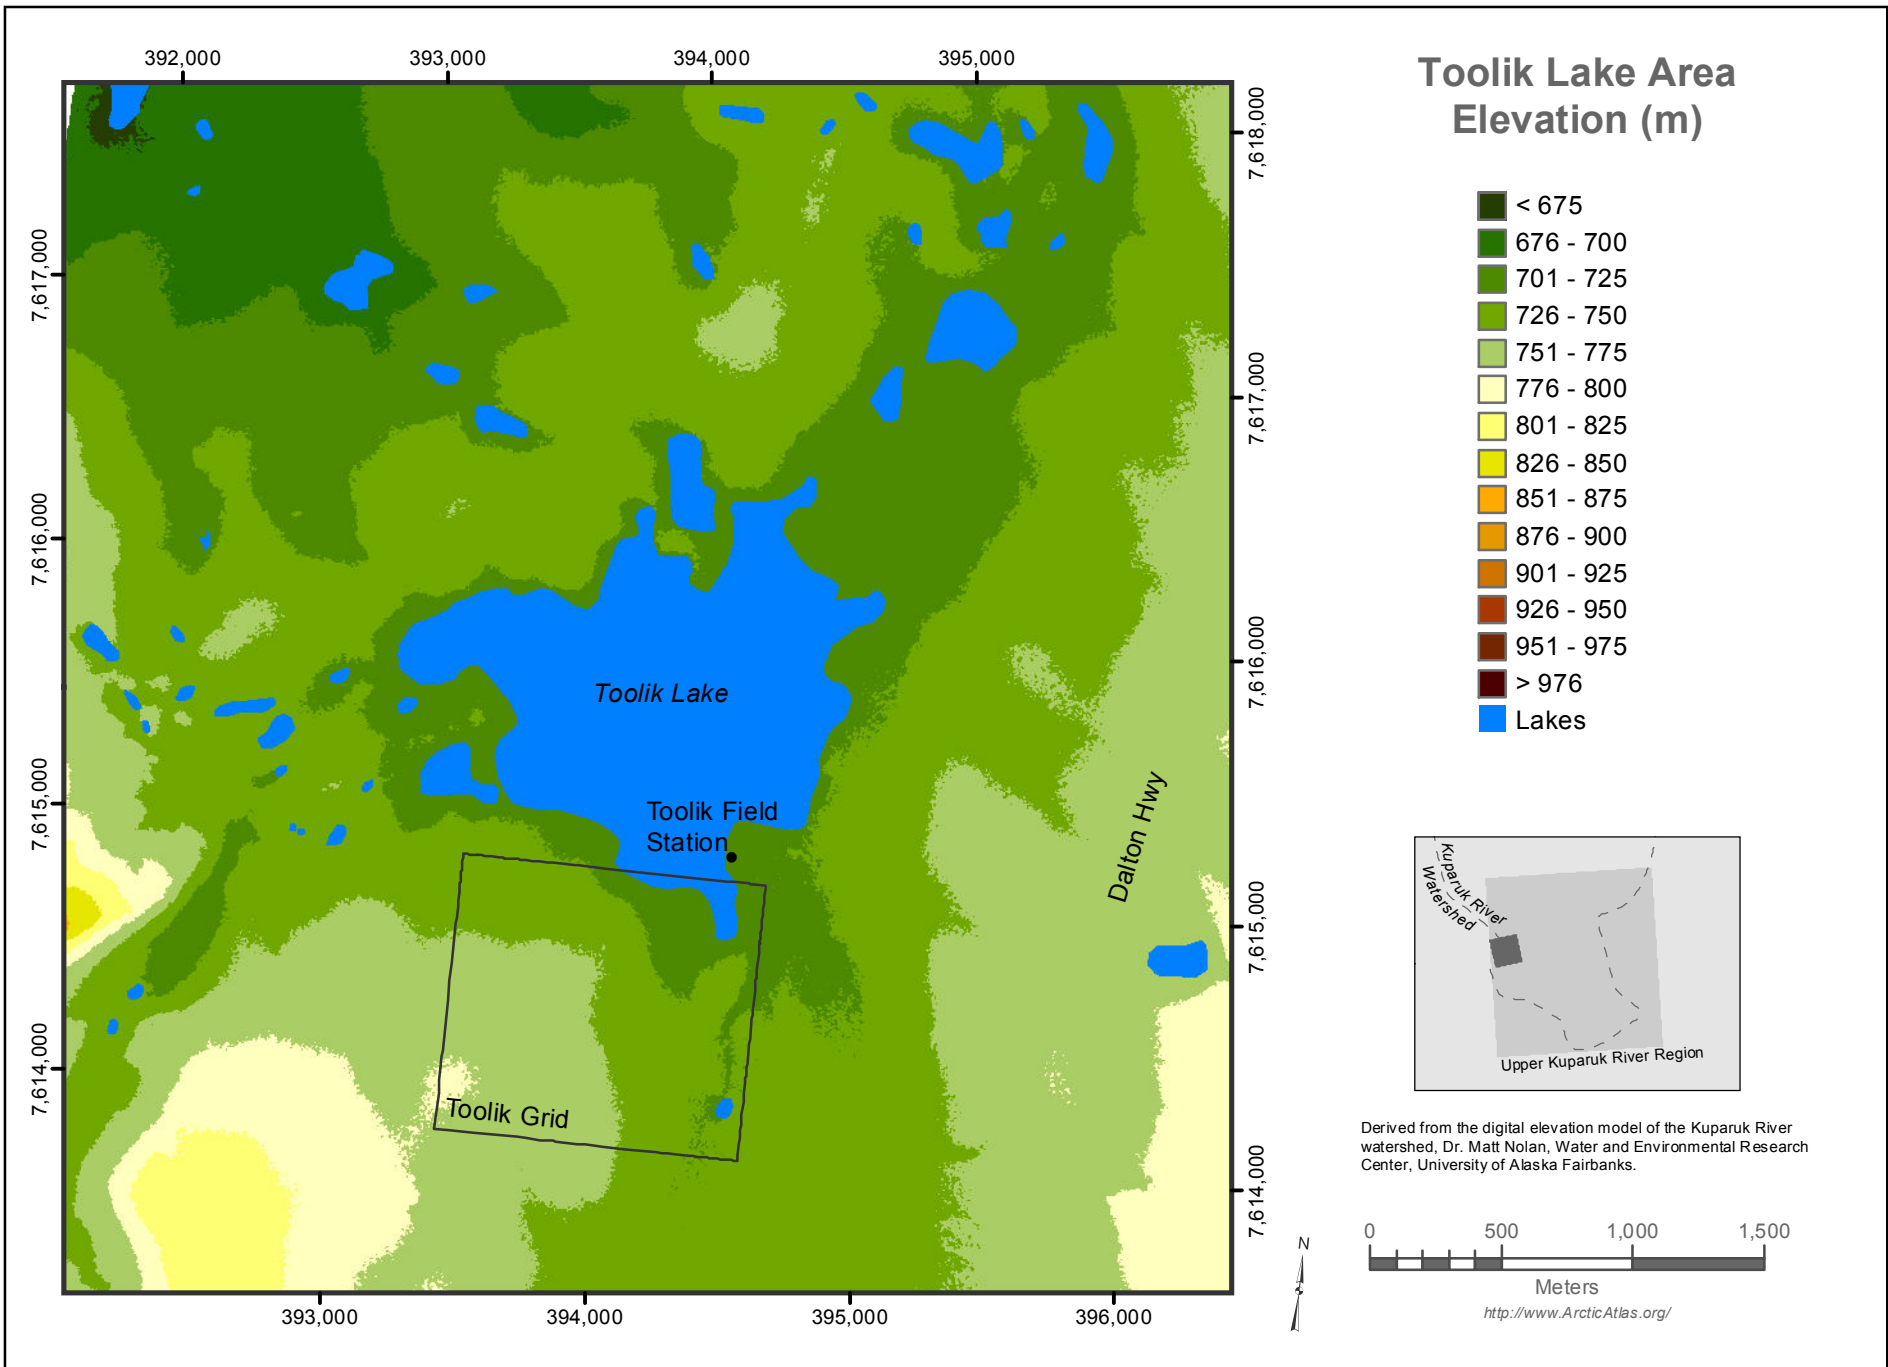 Toolik Lake Area
Elevation (m)
392,000
393,000
394,000
395,000
7,618,000
7,617,000
7,616,000
7,615,000
7,614,000
7,617,000
7,616,000
7,615,000
7,614,000
393,000
394,000
395,000
396,000
Toolik Lake
Toolik Field
Station
Toolik Grid
Dalton Hwy
< 675
676 - 700
701 - 725
726 - 750
751 - 775
776 - 800
801 - 825
826 - 850
851 - 875
876 - 900
901 - 925
926 - 950
951 - 975
> 976
Lakes
Kuparuk River
Watershed
Upper Kuparuk River Region
Derived from the digital elevation model of the Kuparuk River
watershed, Dr. Matt Nolan, Water and Environmental Research
Center, University of Alaska Fairbanks.
N
0
500
1,000
1,500
Meters
http://www.ArcticAtlas.org/